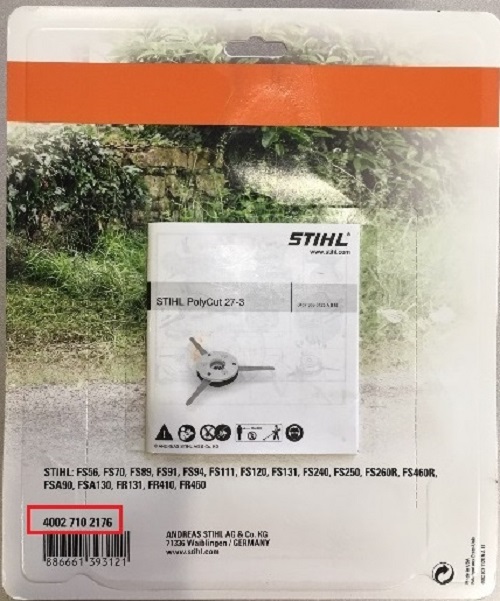 STIHL®
www.stihl.com
STIHL PolyCut 27-3
STIHL: FS56, FS70, FS89, FS91, FS94, FS111, FS120, FS131, FS240, FS250, FS260R, FS460R,
FSA90, FSA130, FR131, FR410, FR460
4002 710 2176
886661 393121
ANDREAS STIHL AG & Co. KG
71336 Waiblingen / GERMANY
www.stihl.com